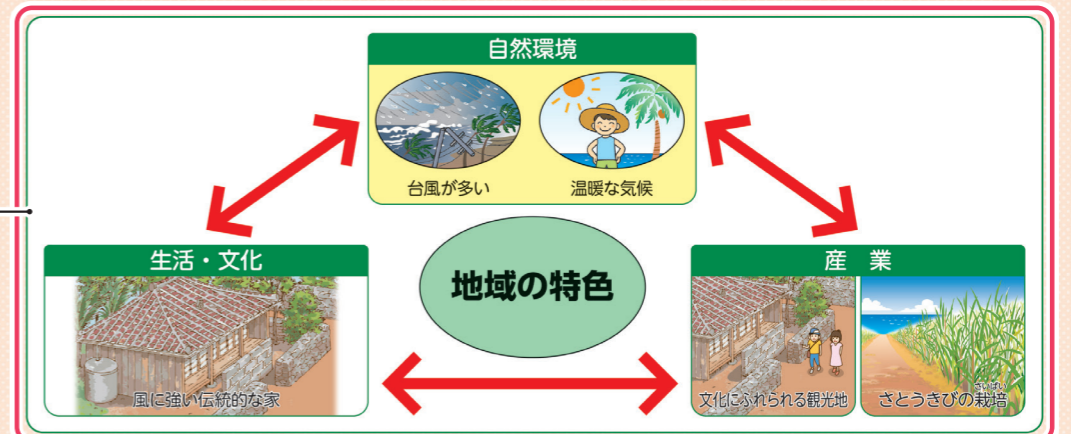 自然環境
台風が多い
温暖な気候
生活・文化
風に強い伝統的な家
地域の特色
産　業
文化にふれられる観光地
さとうきびの栽培
さいばい